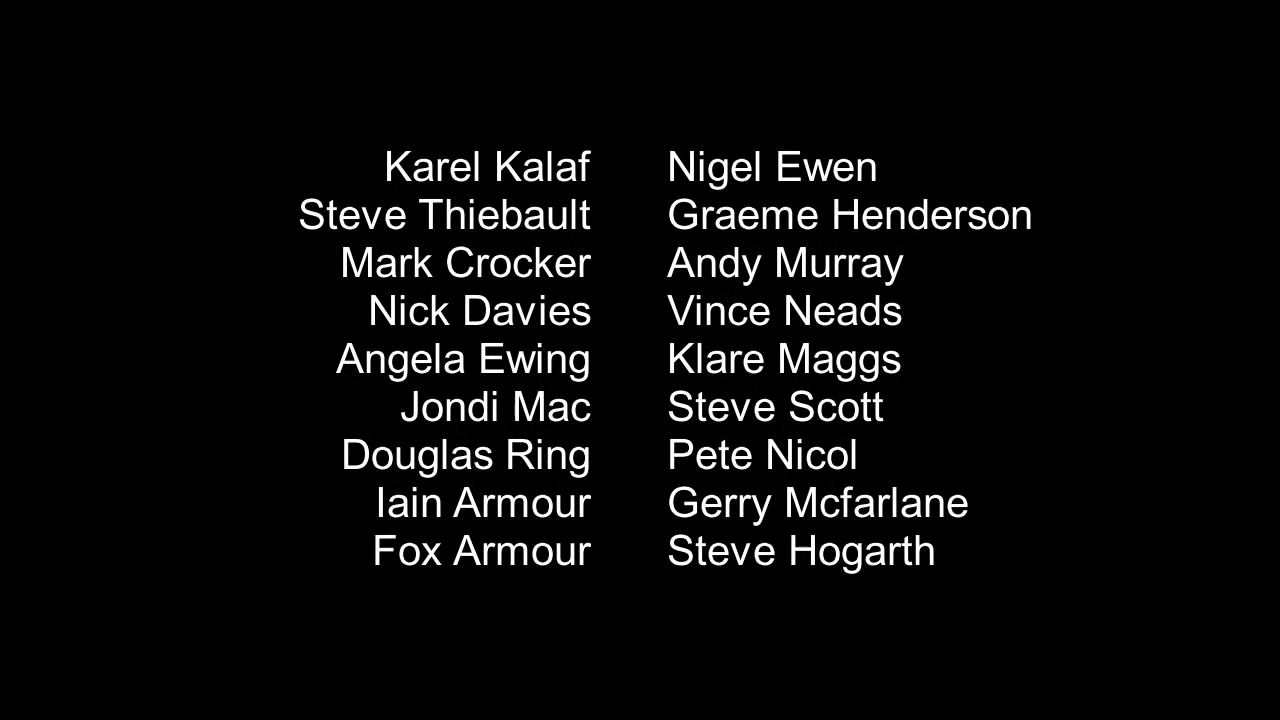 Karel Kalaf Nigel Ewen
Steve Thiebault Graeme Henderson
Mark Crocker Andy Murray
Nick Davies Vince Neads
Angela Ewing Klare Maggs
Jondi Mac Steve Scott
Douglas Ring Pete Nicol
Iain Armour Gerry Mcfarlane
Fox Armour Steve Hogarth